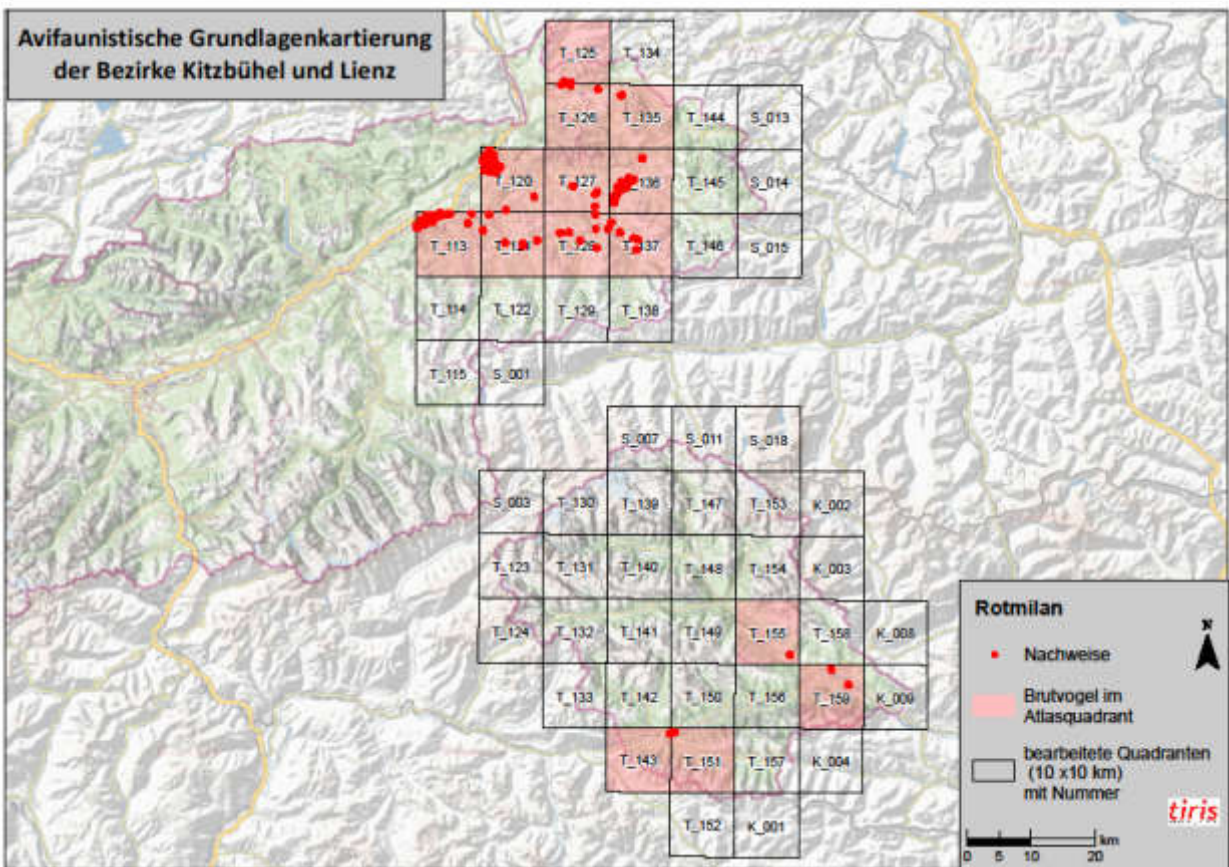 Avifaunistische Grundlagenkartierung
der Bezirke Kitzbühel und Lienz
T_125 T_134
T_126 T_135 T_144 S_013
T_120 T_127 T_136 T_145 S_014
T_113 T_121 T_128 T_137 T_146 S_015
T_114 T_122 T_129 T_138
T_115 S_001
S_007 S_011 S_018
S_003 T_130 T_139 T_147 T_153 K_002
T_123 T_131 T_140 T_148 T_154 K_003
T_124 T_132 T_141 T_149 T_155 T_158 K_008
T_133 T_142 T_150 T_156 T_159 K_009
T_143 T_151 T_157 K_004
T_152 K_001
Rotmilan
N
Nachweise
Brutvogel im
Atlasquadrant
bearbeitete Quadranten
(10 x10 km)
mit Nummer
tiris
km
0 5 10 20